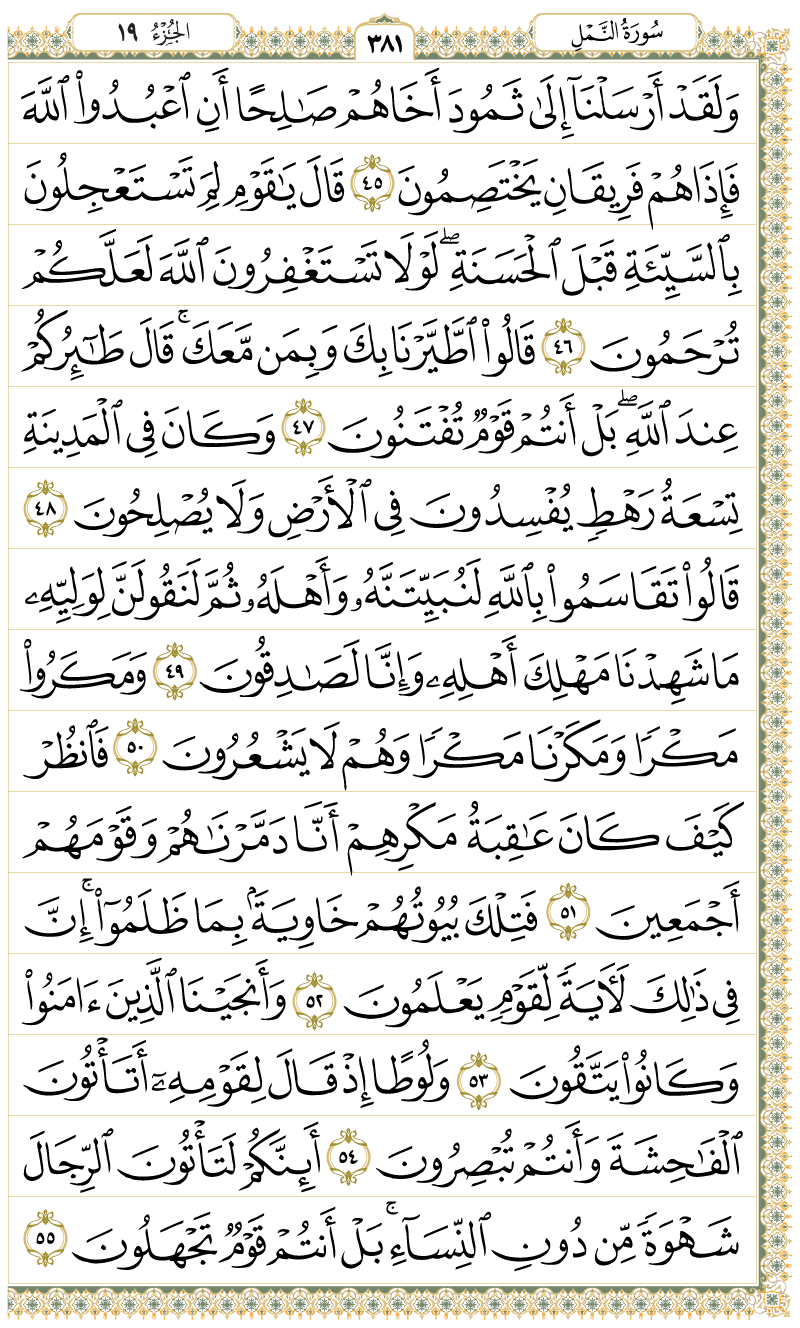 سُورَةُ النَّمْلِ
٣٨١
الجُزْءُ ١٩
وَلَقَدْ أَرْسَلْنَآ إِلَىٰ ثَمُودَ أَخَاهُمْ صَٰلِحًا أَنِ ٱعْبُدُوا۟ ٱللَّهَ
فَإِذَا هُمْ فَرِيقَانِ يَخْتَصِمُونَ ٤٥ قَالَ يَٰقَوْمِ لِمَ تَسْتَعْجِلُونَ
بِٱلسَّيِّئَةِ قَبْلَ ٱلْحَسَنَةِ ۖ لَوْلَا تَسْتَغْفِرُونَ ٱللَّهَ لَعَلَّكُمْ
تُرْحَمُونَ ٤٦ قَالُوا۟ ٱطَّيَّرْنَا بِكَ وَبِمَن مَّعَكَ ۚ قَالَ طَٰٓئِرُكُمْ
عِندَ ٱللَّهِ ۖ بَلْ أَنتُمْ قَوْمٌ تُفْتَنُونَ ٤٧ وَكَانَ فِى ٱلْمَدِينَةِ
تِسْعَةُ رَهْطٍ يُفْسِدُونَ فِى ٱلْأَرْضِ وَلَا يُصْلِحُونَ ٤٨
قَالُوا۟ تَقَاسَمُوا۟ بِٱللَّهِ لَنُبَيِّتَنَّهُۥ وَأَهْلَهُۥ ثُمَّ لَنَقُولَنَّ لِوَلِيِّهِۦ
مَا شَهِدْنَا مَهْلِكَ أَهْلِهِۦ وَإِنَّا لَصَٰدِقُونَ ٤٩ وَمَكَرُوا۟
مَكْرًا وَمَكَرْنَا مَكْرًا وَهُمْ لَا يَشْعُرُونَ ٥٠ فَٱنظُرْ
كَيْفَ كَانَ عَٰقِبَةُ مَكْرِهِمْ أَنَّا دَمَّرْنَٰهُمْ وَقَوْمَهُمْ
أَجْمَعِينَ ٥١ فَتِلْكَ بُيُوتُهُمْ خَاوِيَةًۢ بِمَا ظَلَمُوٓا۟ ۚ إِنَّ
فِى ذَٰلِكَ لَءَايَةً لِّقَوْمٍ يَعْلَمُونَ ٥٢ وَأَنجَيْنَا ٱلَّذِينَ ءَامَنُوا۟
وَكَانُوا۟ يَتَّقُونَ ٥٣ وَلُوطًا إِذْ قَالَ لِقَوْمِهِۦٓ أَتَأْتُونَ
ٱلْفَٰحِشَةَ وَأَنتُمْ تُبْصِرُونَ ٥٤ أَئِنَّكُمْ لَتَأْتُونَ ٱلرِّجَالَ
شَهْوَةً مِّن دُونِ ٱلنِّسَآءِ ۚ بَلْ أَنتُمْ قَوْمٌ تَجْهَلُونَ ٥٥